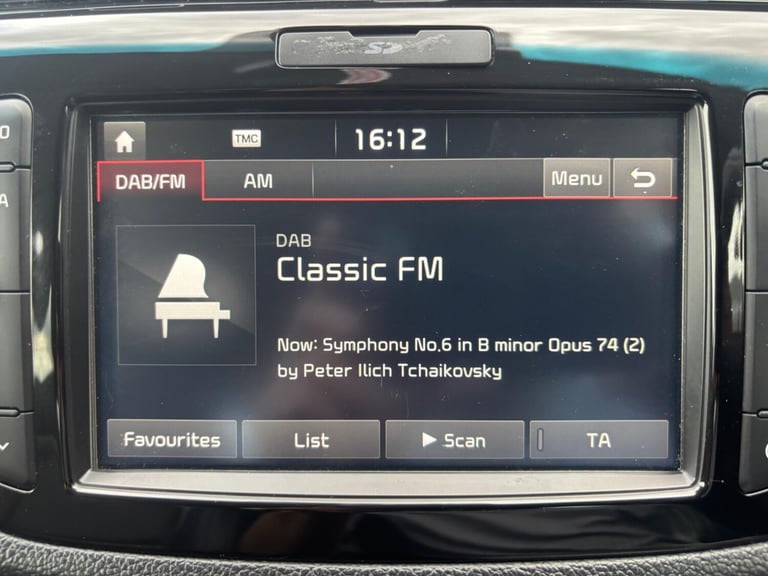 SD
TMC
16:12
DAB/FM
AM
Menu
DAB
Classic FM
Now: Symphony No.6 in B minor Opus 74 (2)
by Peter Ilich Tchaikovsky
Favourites
List
Scan
TA